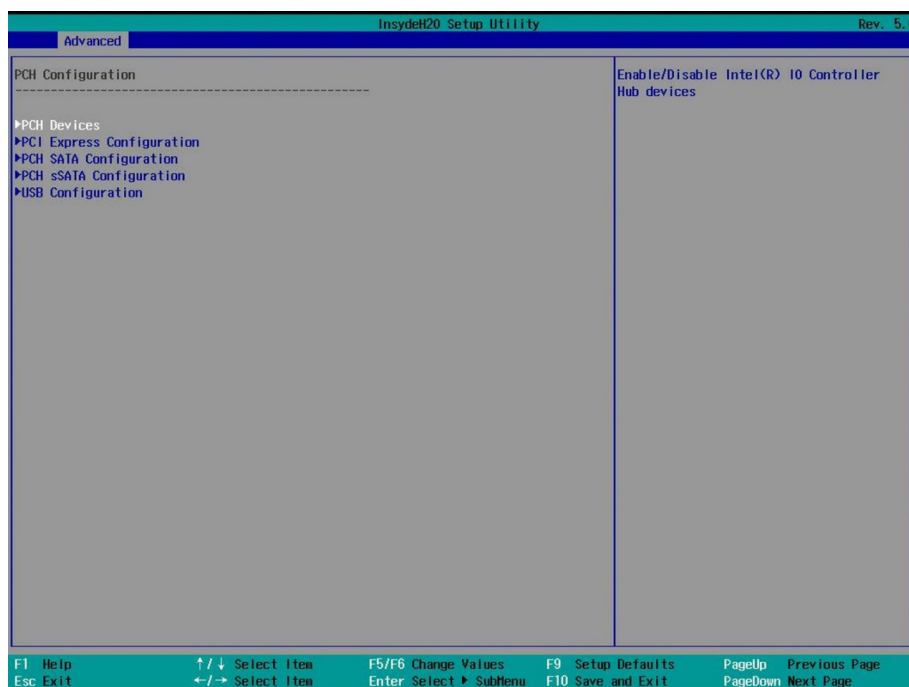 InsydeH20 Setup Utility Rev. 5.
Advanced
PCH Configuration
--------------------------------------------------
Enable/Disable Intel(R) IO Controller
Hub devices
▶PCH Devices
▶PCI Express Configuration
▶PCH SATA Configuration
▶PCH sSATA Configuration
▶USB Configuration
F1 Help ↑/↓ Select Item F5/F6 Change Values F9 Setup Defaults PageUp Previous Page
Esc Exit ←/→ Select Item Enter Select ▶ SubMenu F10 Save and Exit PageDown Next Page